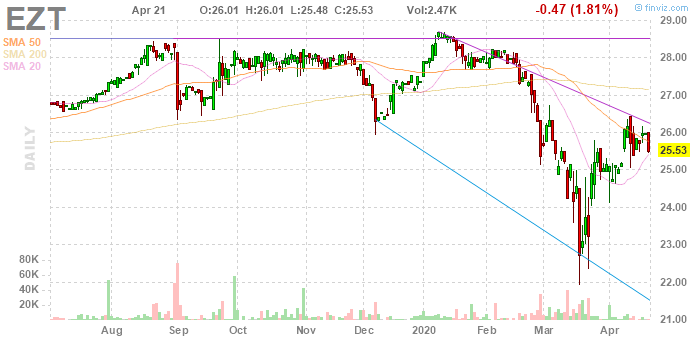 EZT Apr 21 O:26.01 H:26.01 L:25.48 C:25.53 Vol:2.47K -0.47 (1.81%) © finviz.com
SMA 50
SMA 200
SMA 20
DAILY
29.00
28.00
27.00
26.00
25.53
25.00
24.00
23.00
22.00
21.00
80K
60K
40K
20K
Aug Sep Oct Nov Dec 2020 Feb Mar Apr